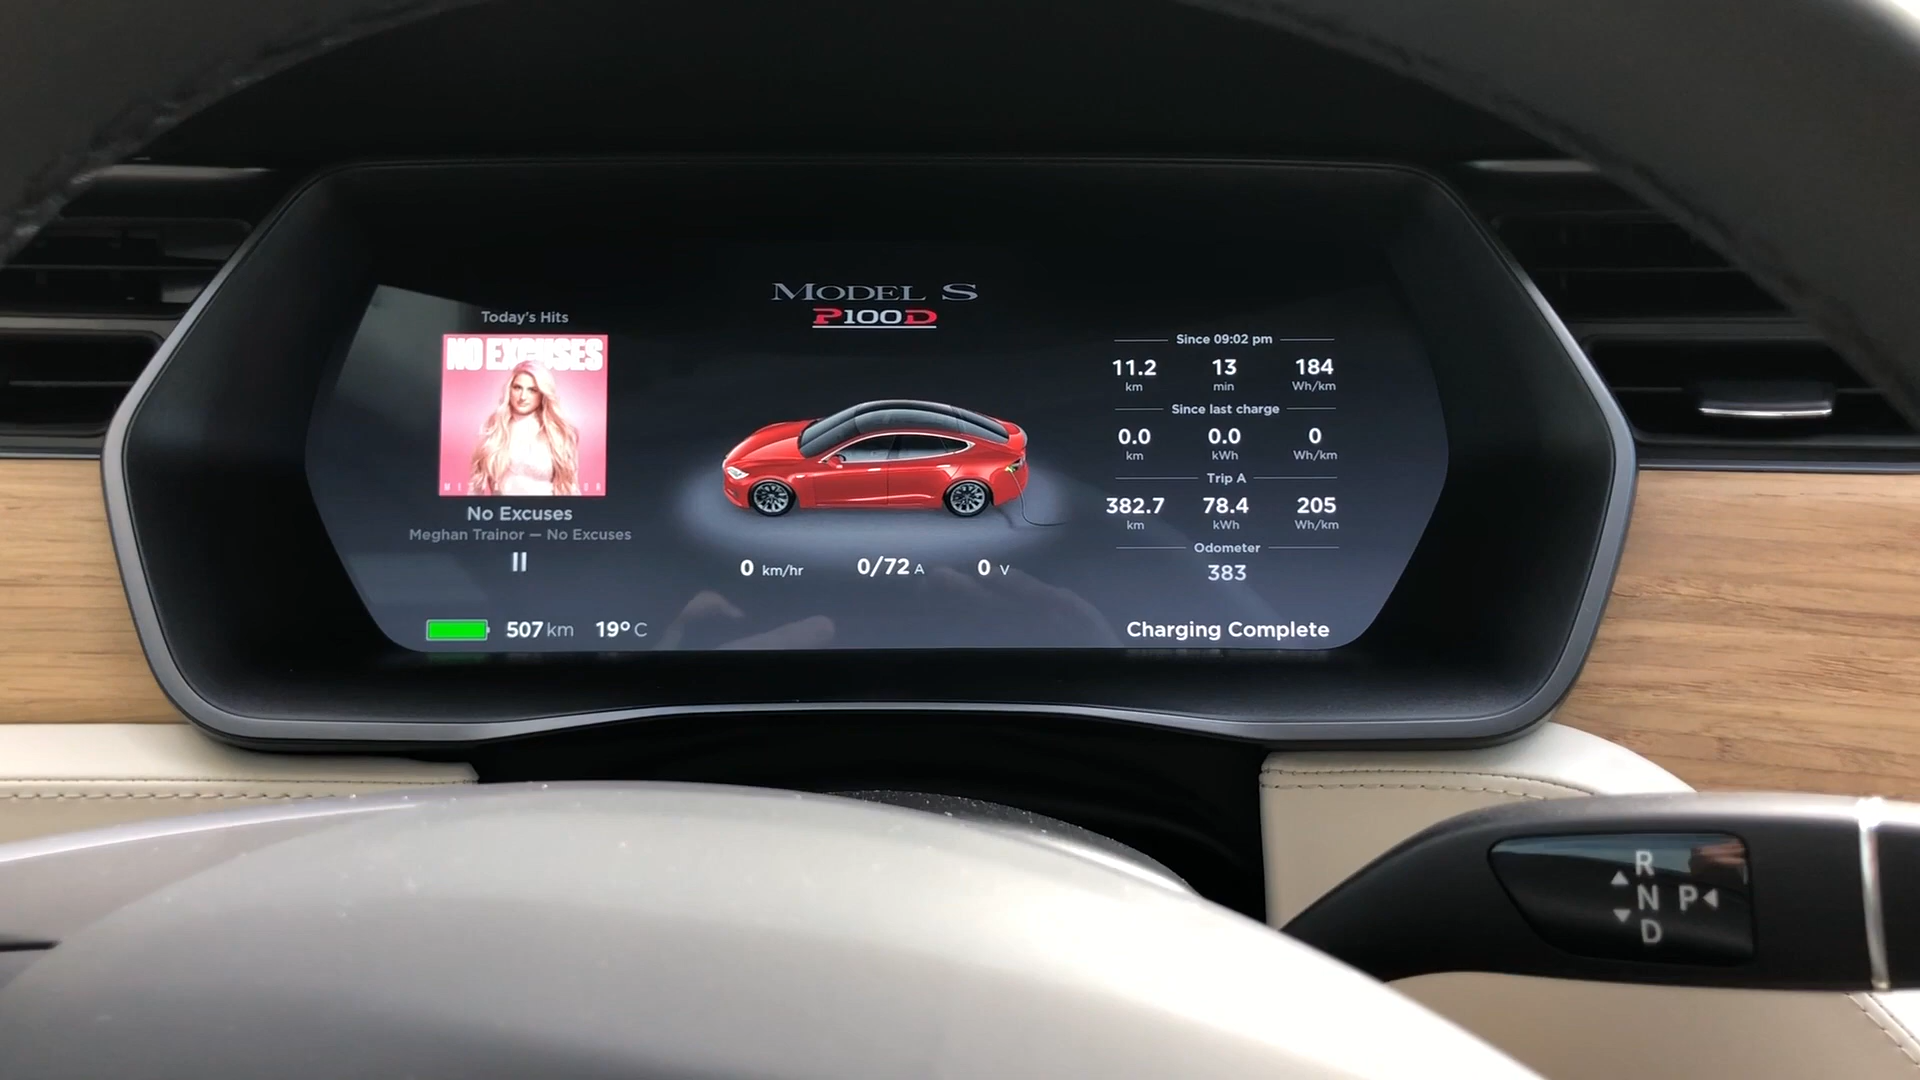 MODEL S
P100D
Today's Hits
NO EXCUSES
No Excuses
Meghan Trainor — No Excuses
507 km 19° C
0 km/hr 0/72 A 0 V
Since 09:02 pm
11.2 13 184
km min Wh/km
Since last charge
0.0 0.0 0
km kWh Wh/km
Trip A
382.7 78.4 205
km kWh Wh/km
Odometer
383
Charging Complete
R
N P
D